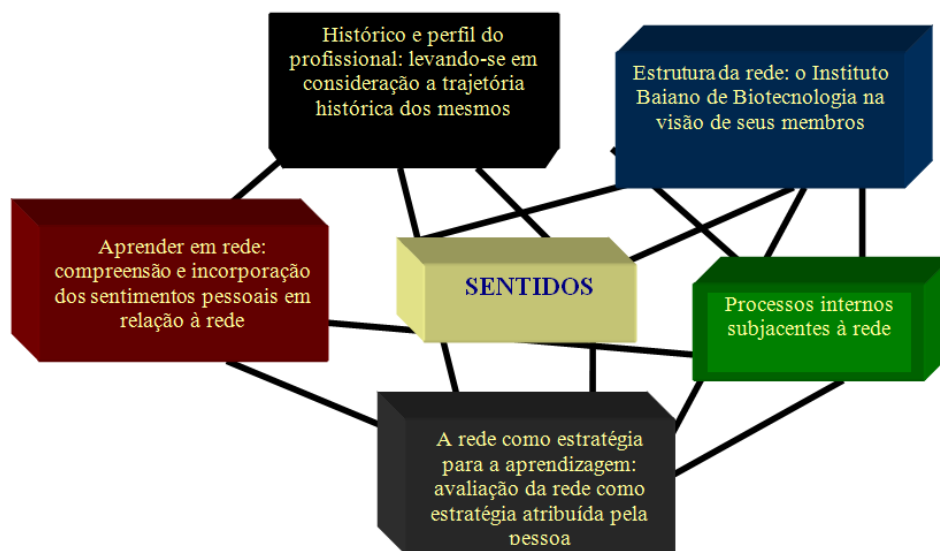 Histórico e perfil do
profissional: levando-se em
consideração a trajetória
histórica dos mesmos
Estrutura da rede: o Instituto
Baiano de Biotecnologia na
visão de seus membros
Aprender em rede:
compreensão e incorporação
dos sentimentos pessoais em
relação à rede
SENTIDOS
Processos internos
subjacentes à rede
A rede como estratégia
para a aprendizagem:
avaliação da rede como
estratégia atribuída pela
pessoa